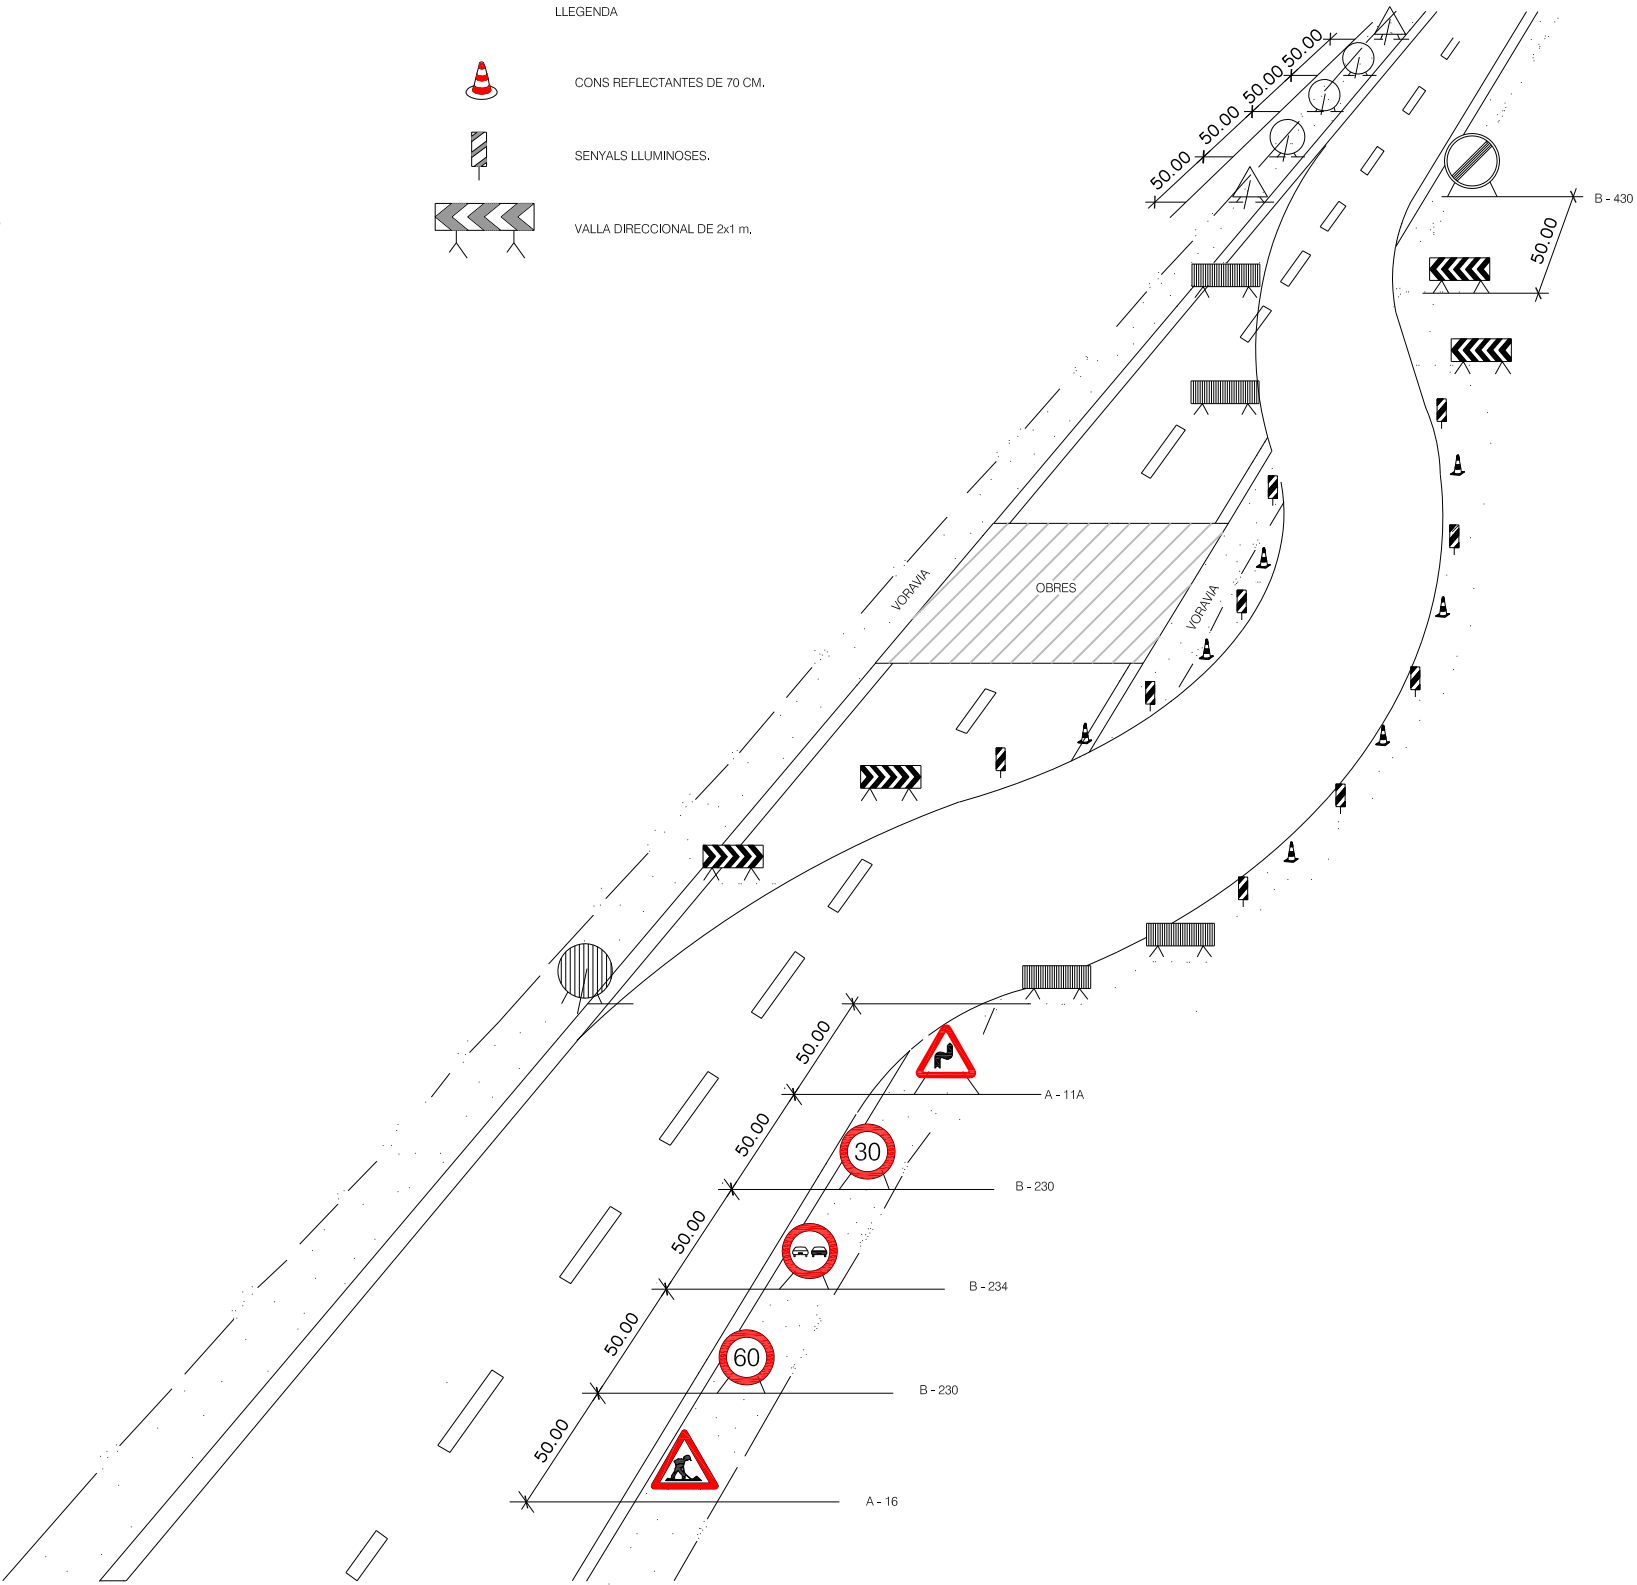 LLEGENDA
CONS REFLECTANTES DE 70 CM.
SENYALS LLUMINOSES.
VALLA DIRECCIONAL DE 2x1 m.
50.00
50.00
50.00
50.00
B - 430
50.00
VORAVIA
OBRES
VORAVIA
50.00
A - 11A
50.00
30
B - 230
50.00
B - 234
50.00
60
B - 230
50.00
A - 16